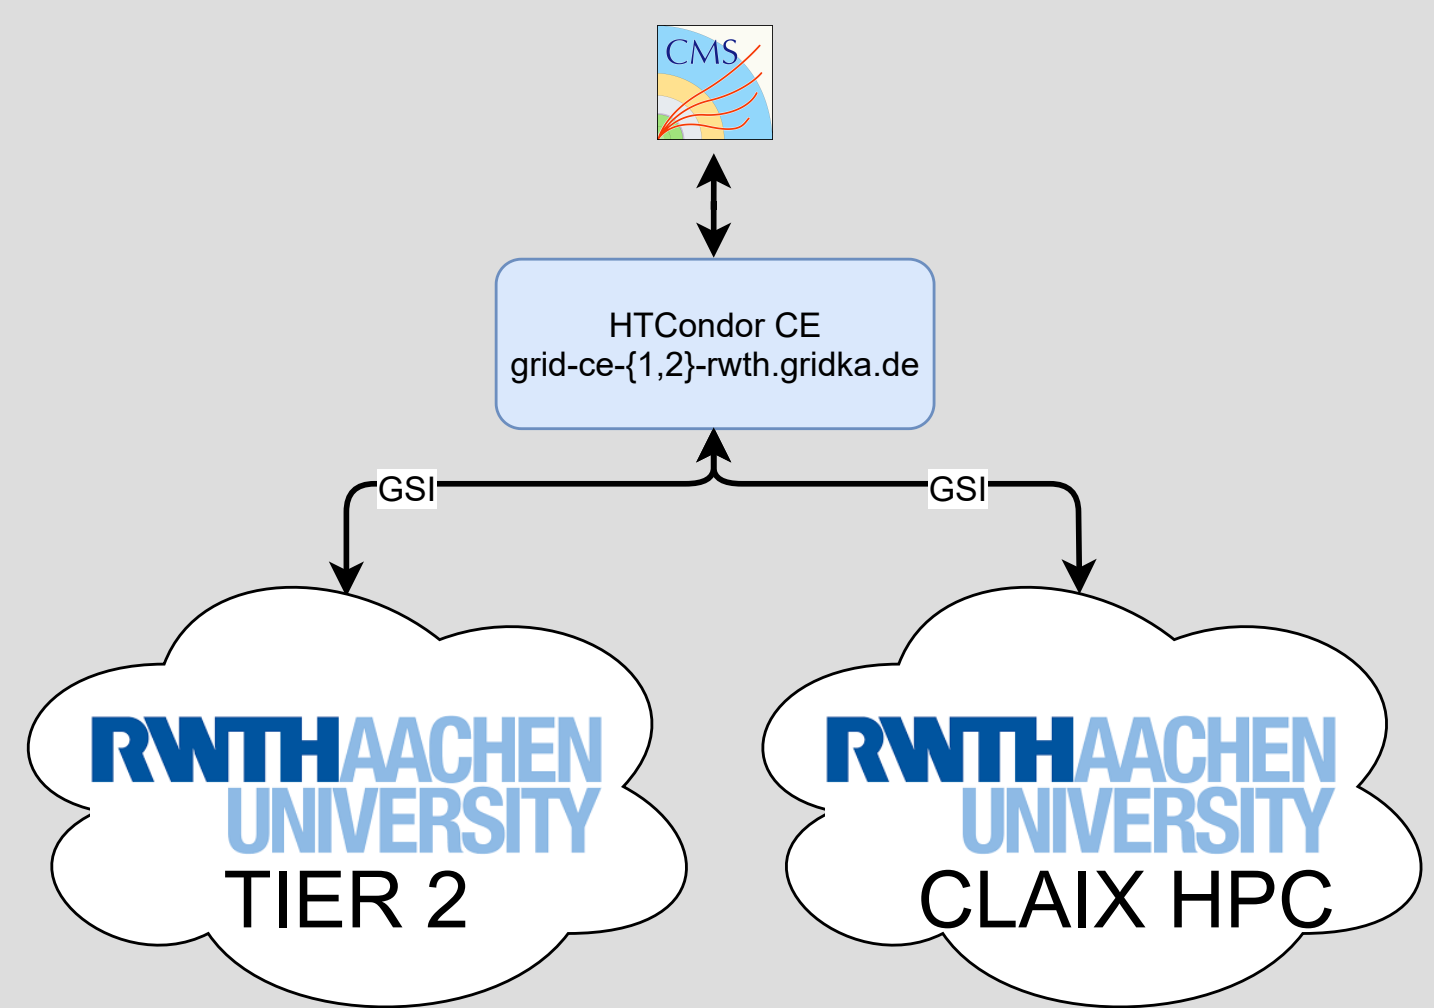 CMS
HTCondor CE
grid-ce-{1,2}-rwth.gridka.de
GSI
GSI
RWTHAACHEN
UNIVERSITY
TIER 2
RWTHAACHEN
UNIVERSITY
CLAIX HPC